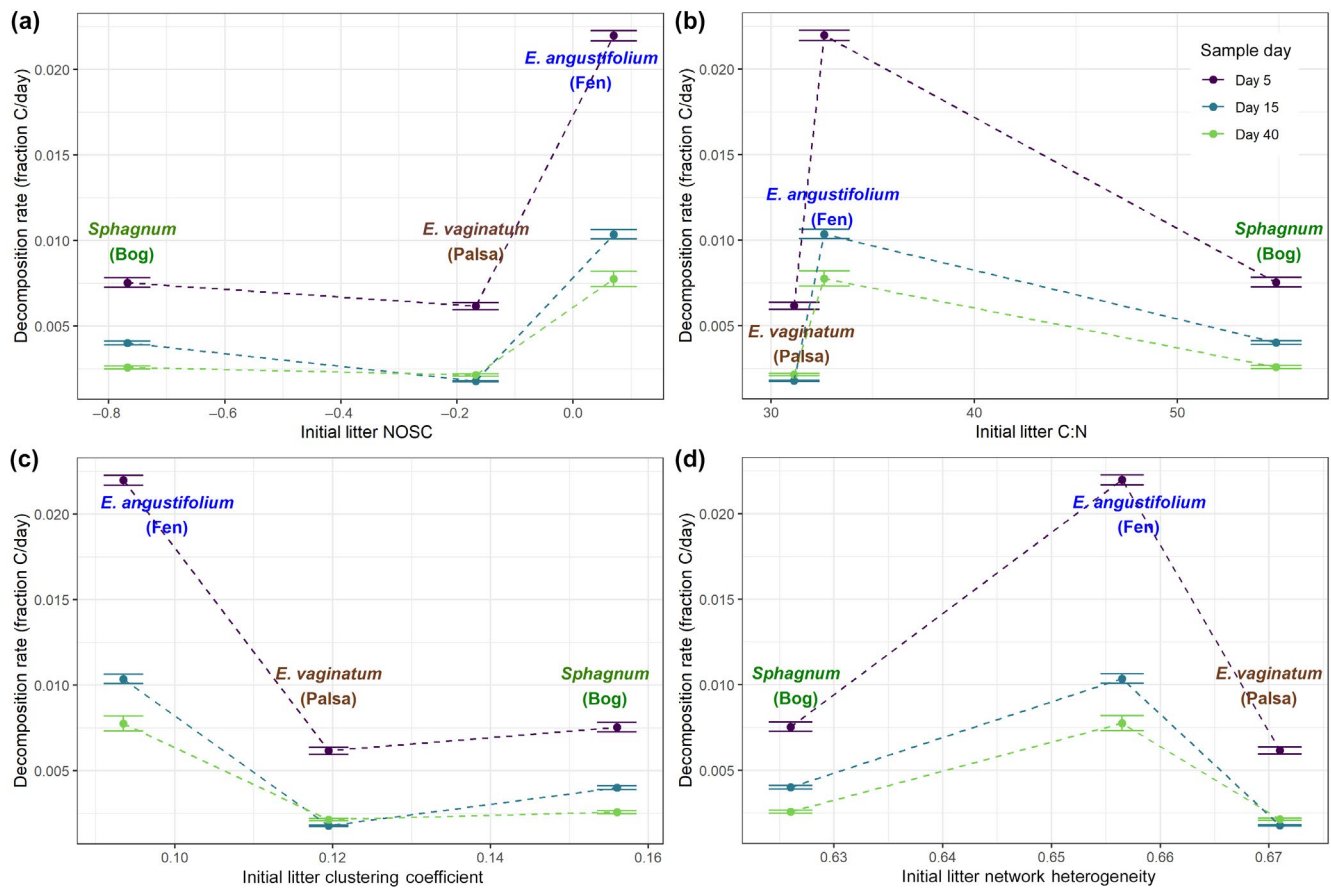 (a)
Decomposition rate (fraction C/day)
0.020
0.015
0.010
0.005
E. angustifolium
(Fen)
Sphagnum
(Bog)
E. vaginatum
(Palsa)
−0.8
−0.6
−0.4
−0.2
0.0
Initial litter NOSC
(b)
Decomposition rate (fraction C/day)
0.020
0.015
0.010
0.005
Sample day
Day 5
Day 15
Day 40
E. angustifolium
(Fen)
Sphagnum
(Bog)
E. vaginatum
(Palsa)
30
40
50
Initial litter C:N
(c)
Decomposition rate (fraction C/day)
0.020
0.015
0.010
0.005
E. angustifolium
(Fen)
E. vaginatum
(Palsa)
Sphagnum
(Bog)
0.10
0.12
0.14
0.16
Initial litter clustering coefficient
(d)
Decomposition rate (fraction C/day)
0.020
0.015
0.010
0.005
E. angustifolium
(Fen)
Sphagnum
(Bog)
E. vaginatum
(Palsa)
0.63
0.64
0.65
0.66
0.67
Initial litter network heterogeneity